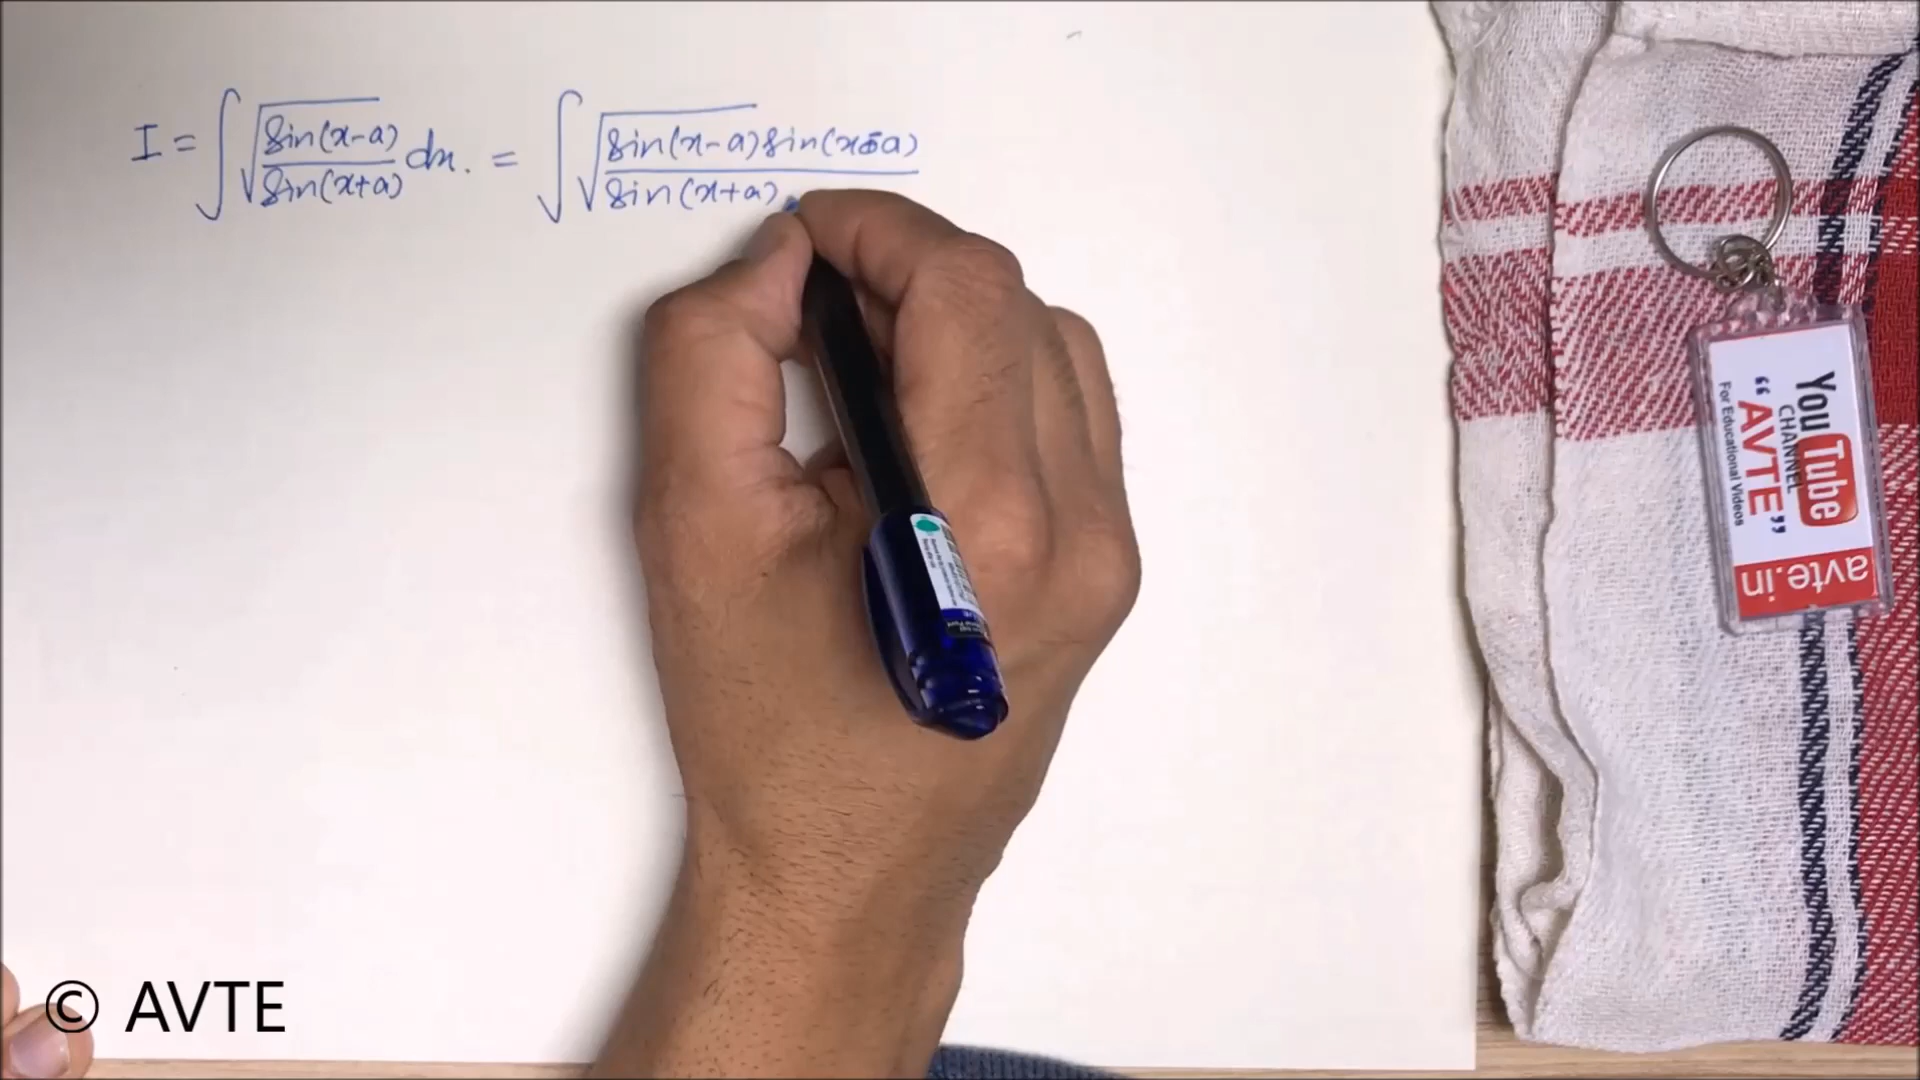 I = ∫ √(sin(x-a) / sin(x+a)) dx. = ∫ √(sin(x-a) sin(x-a) / sin(x+a)
YouTube
CHANNEL
“AVTE”
For Educational Videos
avte.in
© AVTE